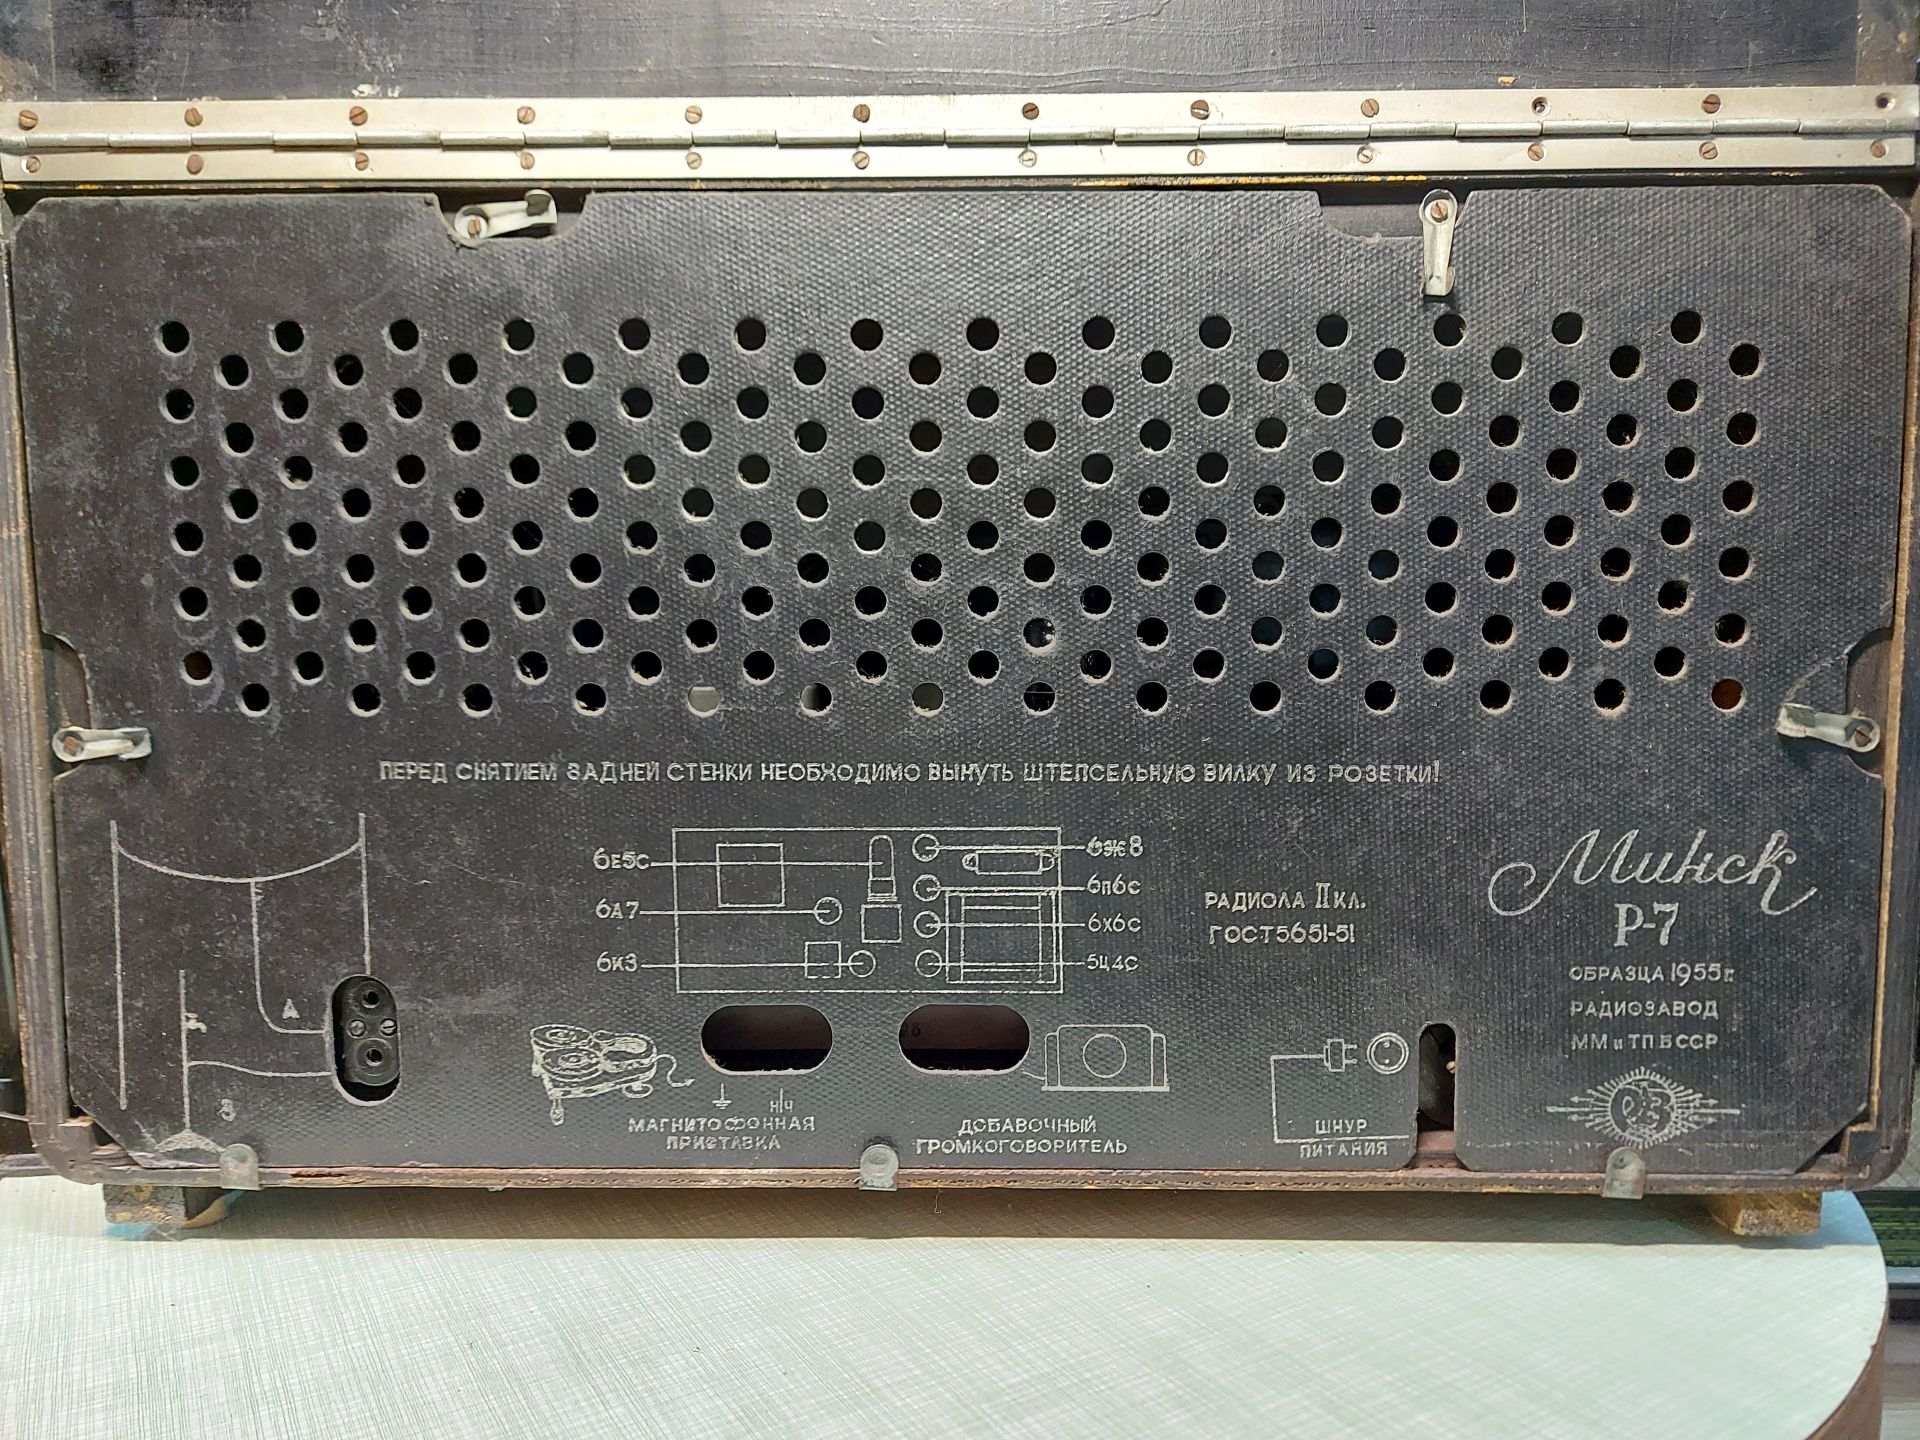 ПЕРЕД СНЯТИЕМ ЗАДНЕЙ СТЕНКИ НЕОБХОДИМО ВЫНУТЬ ШТЕПСЕЛЬНУЮ ВИЛКУ ИЗ РОЗЕТКИ!
6Е5С
6А7
6К3
6Ж8
6П6С
6Х6С
5Ц4С
РАДИОЛА II КЛ.
ГОСТ 5651-51
Минск
Р-7
ОБРАЗЦА 1955 г.
РАДИОЗАВОД
ММ и ТП БССР
А
З
Н/Ч
МАГНИТОФОННАЯ
ПРИСТАВКА
ДОБАВОЧНЫЙ
ГРОМКОГОВОРИТЕЛЬ
ШНУР
ПИТАНИЯ